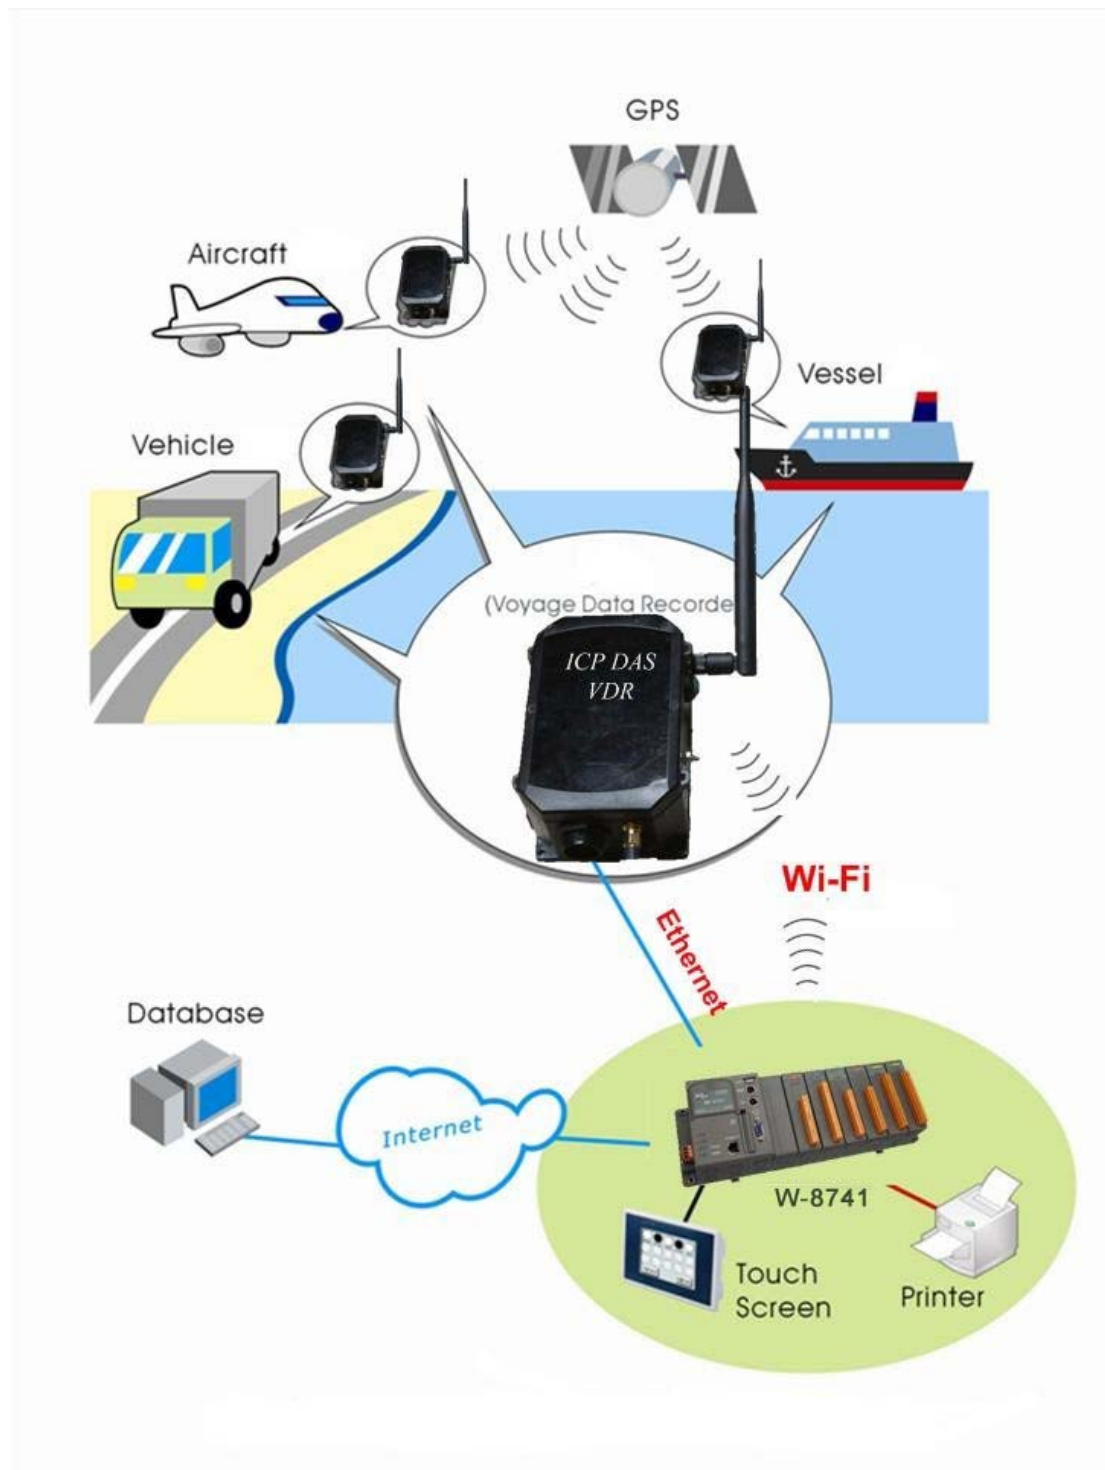 GPS
Aircraft
Vessel
Vehicle
(Voyage Data Recorde
ICP DAS
VDR
Wi-Fi
Ethernet
Database
Internet
W-8741
Touch
Screen
Printer